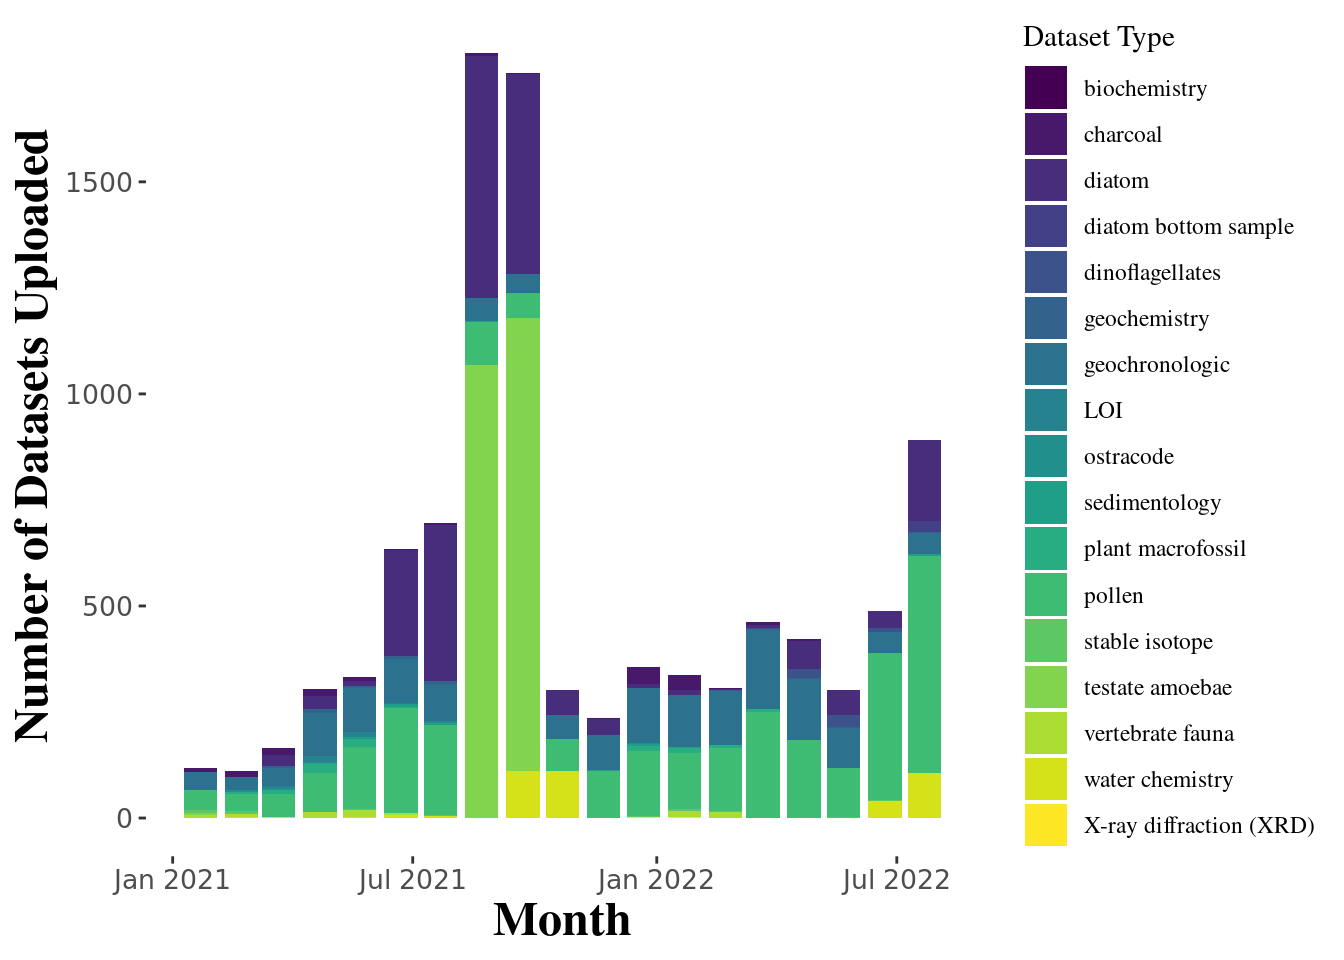 Dataset Type
biochemistry
charcoal
diatom
diatom bottom sample
dinoflagellates
geochemistry
geochronologic
LOI
ostracode
sedimentology
plant macrofossil
pollen
stable isotope
testate amoebae
vertebrate fauna
water chemistry
X-ray diffraction (XRD)
Number of Datasets Uploaded
1500
1000
500
0
Jan 2021 Jul 2021 Jan 2022 Jul 2022
Month